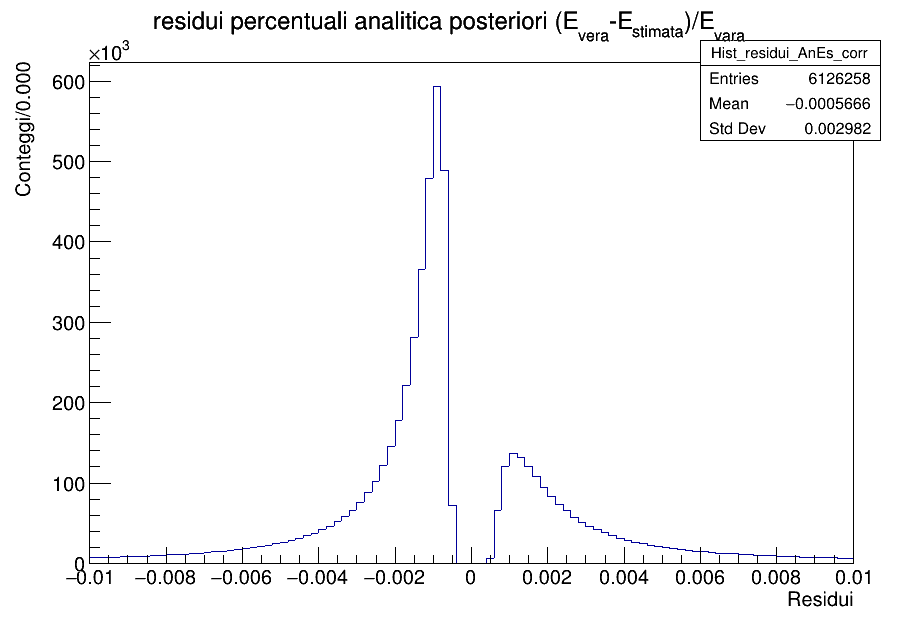 residui percentuali analitica posteriori (E_vera-E_stimata)/E_vara
×10³
Hist_residui_AnEs_corr
Entries 6126258
Mean −0.0005666
Std Dev 0.002982
Conteggi/0.000
600
500
400
300
200
100
0
−0.01 −0.008 −0.006 −0.004 −0.002 0 0.002 0.004 0.006 0.008 0.01
Residui